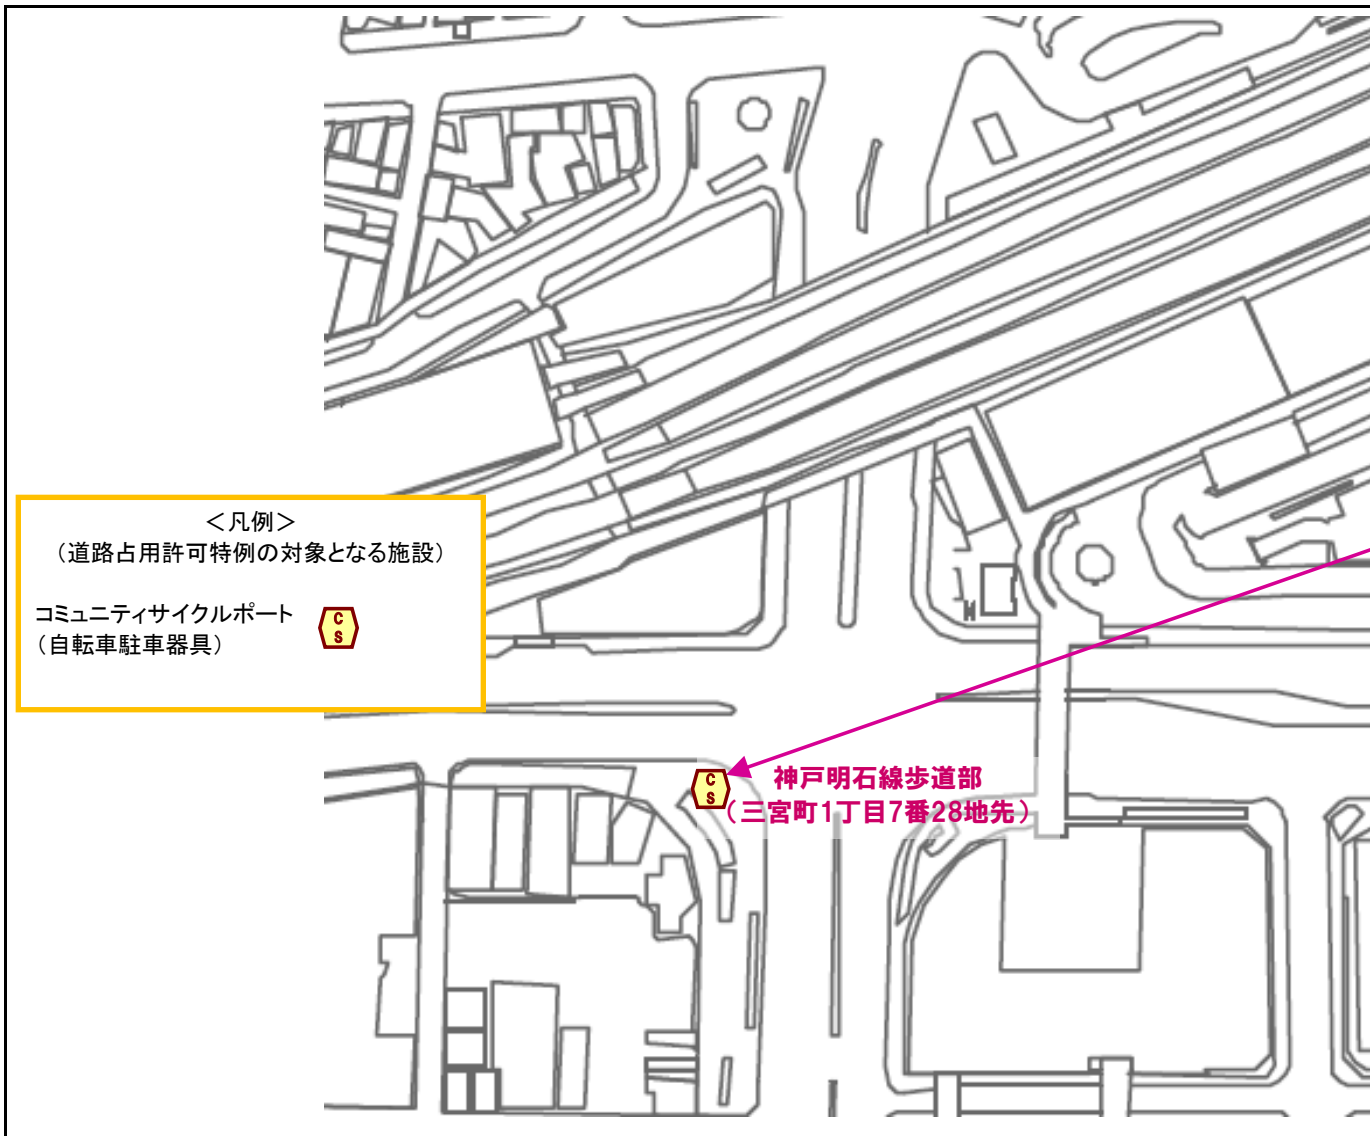 ＜凡例＞
（道路占用許可特例の対象となる施設）
コミュニティサイクルポート
（自転車駐車器具）
C
S
C
S
神戸明石線歩道部
（三宮町1丁目7番28地先）